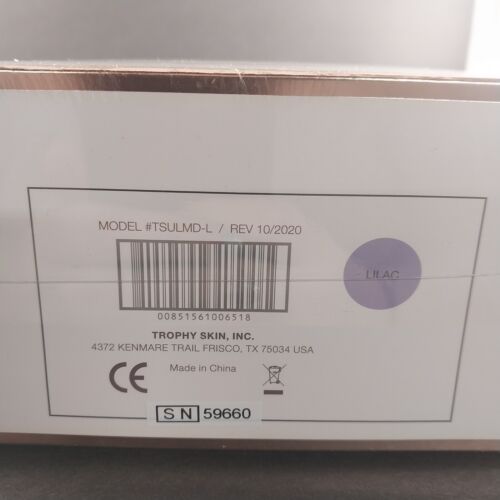 MODEL #TSULMD-L / REV 10/2020
LILAC
00851561006518
TROPHY SKIN, INC.
4372 KENMARE TRAIL FRISCO, TX 75034 USA
CE
Made in China
SN 59660